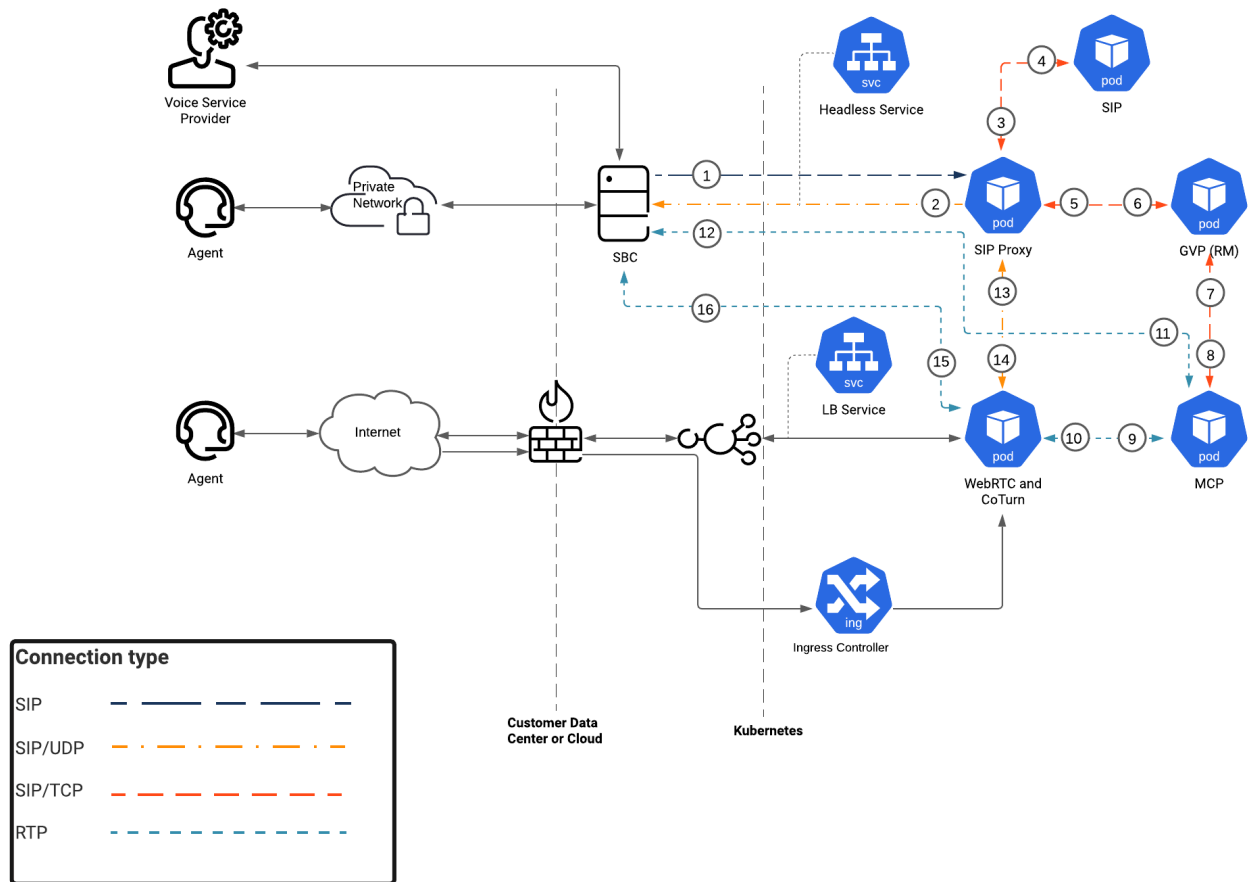 Voice Service
Provider
svc
Headless Service
4
pod
SIP
3
Agent
Private
Network
SBC
1
2
12
pod
SIP Proxy
5
6
pod
GVP (RM)
13
7
16
svc
LB Service
15
14
11
8
Agent
Internet
pod
WebRTC and
CoTurn
10
9
pod
MCP
ing
Ingress Controller
Customer Data
Center or Cloud
Kubernetes
Connection type
SIP
SIP/UDP
SIP/TCP
RTP